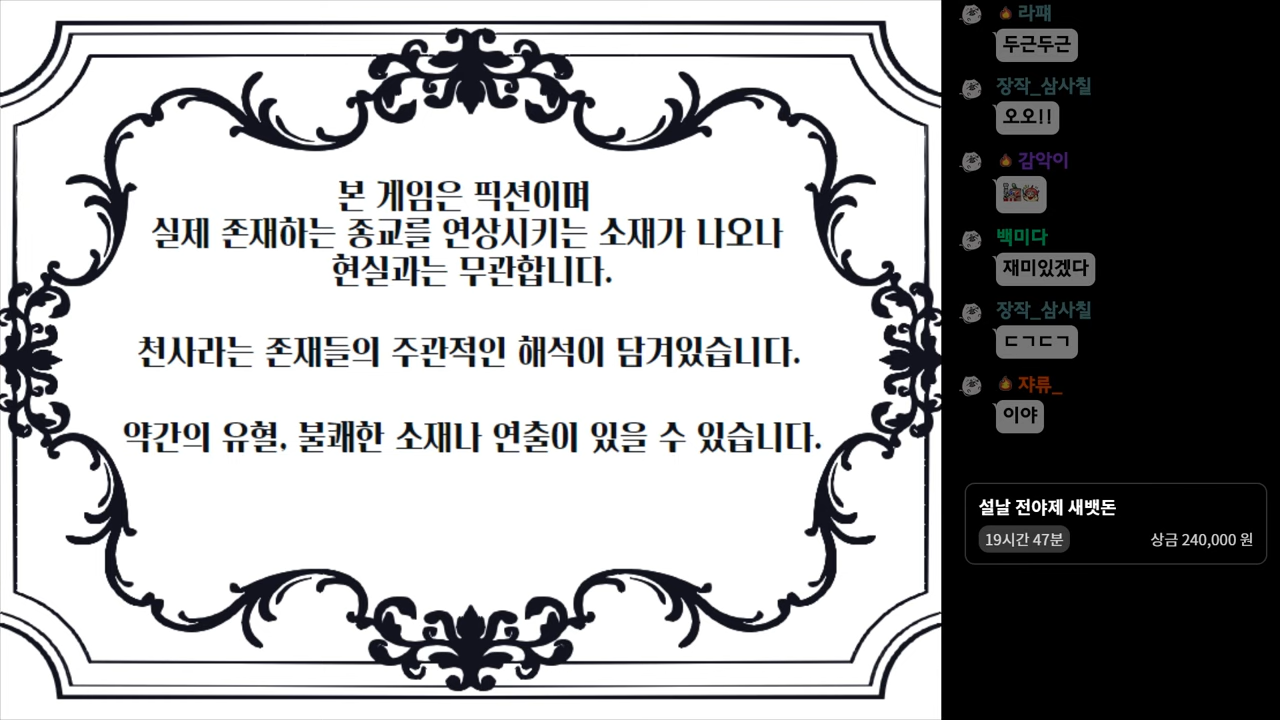 본 게임은 픽션이며
실제 존재하는 종교를 연상시키는 소재가 나오나
현실과는 무관합니다.
천사라는 존재들의 주관적인 해석이 담겨있습니다.
약간의 유혈, 불쾌한 소재나 연출이 있을 수 있습니다.
라퍠
두근두근
장작_삼사칠
오오!!
감악이
백미다
재미있겠다
장작_삼사칠
ㄷㄱㄷㄱ
쟈류_
이야
설날 전야제 새뱃돈
19시간 47분
상금 240,000 원